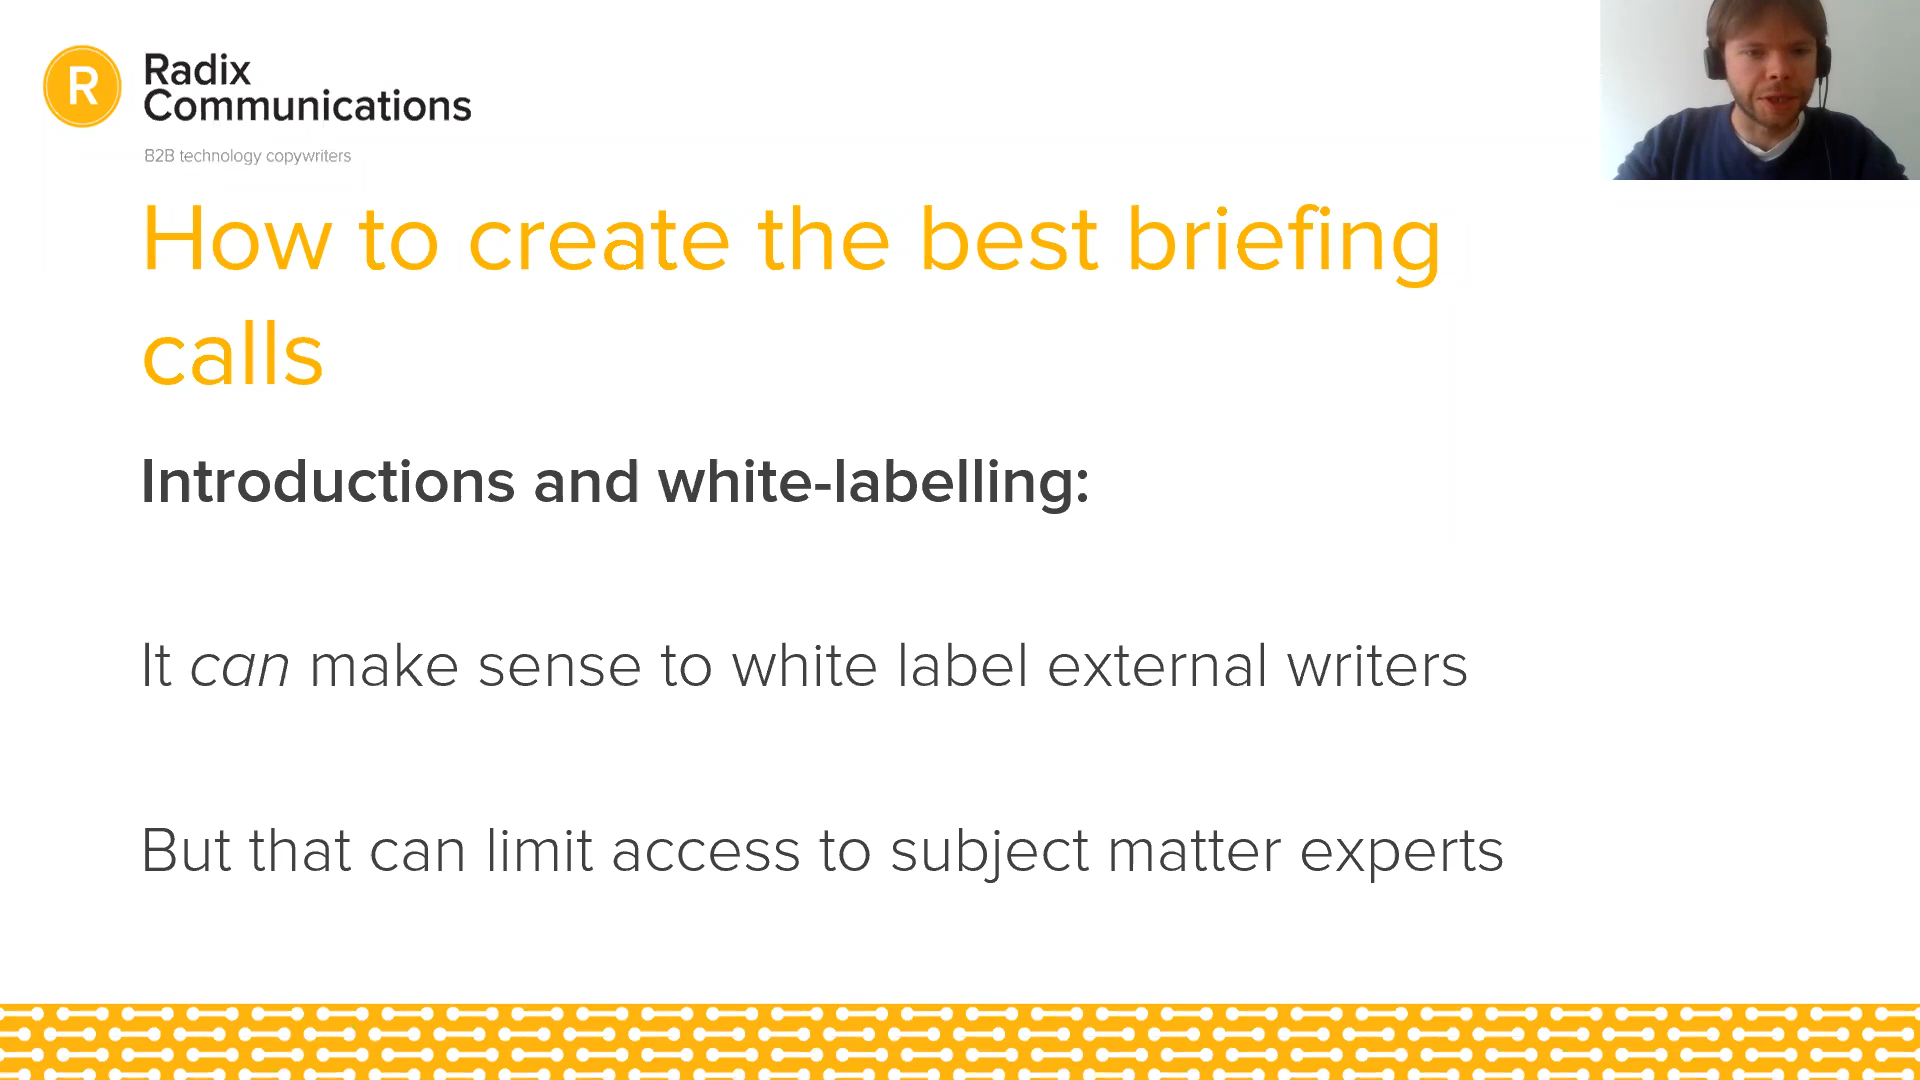 R
Radix
Communications
B2B technology copywriters
How to create the best briefing
calls
Introductions and white-labelling:
It can make sense to white label external writers
But that can limit access to subject matter experts